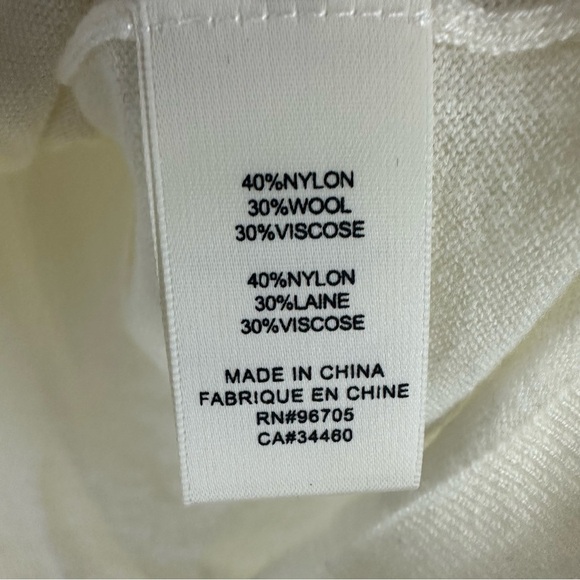 40%NYLON
30%WOOL
30%VISCOSE
40%NYLON
30%LAINE
30%VISCOSE
MADE IN CHINA
FABRIQUE EN CHINE
RN#96705
CA#34460